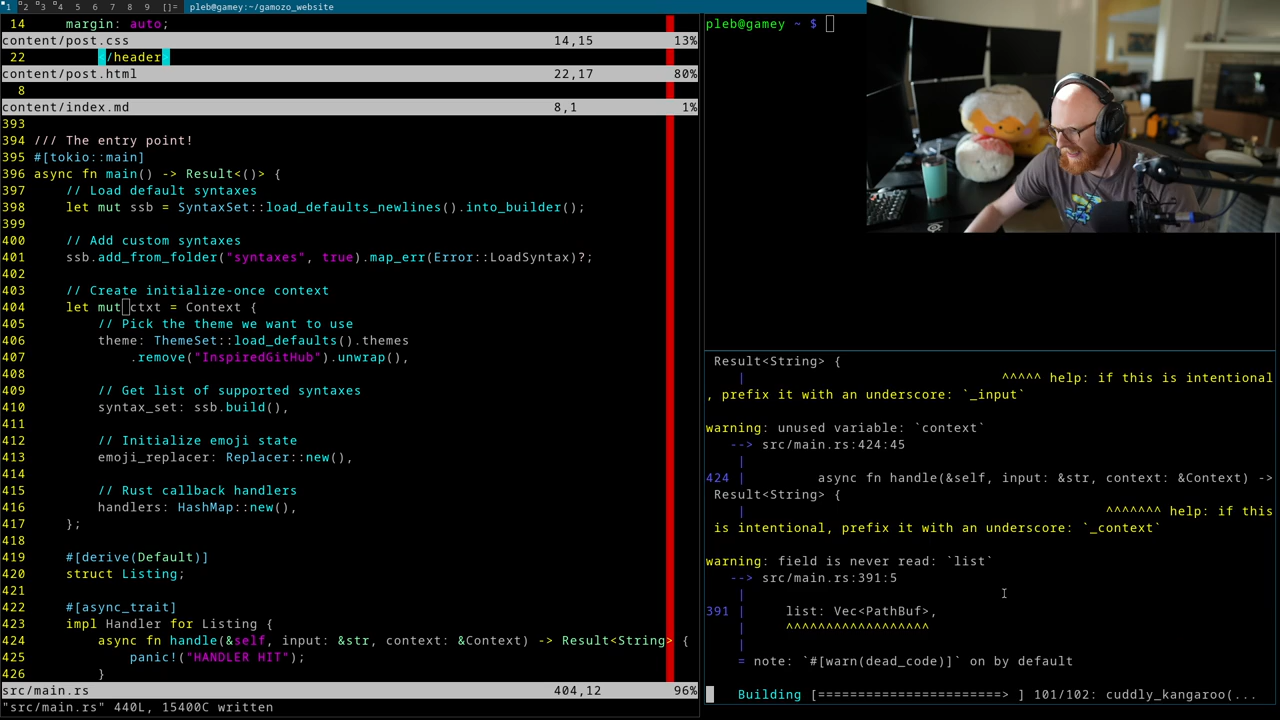 1 2 3 4 5 6 7 8 9 []= pleb@gamey:~/gamozo_website
14 margin: auto;
content/post.css 14,15 13%
22 </header>
content/post.html 22,17 80%
8
content/index.md 8,1 1%
393
394 /// The entry point!
395 #[tokio::main]
396 async fn main() -> Result<()> {
397 // Load default syntaxes
398 let mut ssb = SyntaxSet::load_defaults_newlines().into_builder();
399
400 // Add custom syntaxes
401 ssb.add_from_folder("syntaxes", true).map_err(Error::LoadSyntax)?;
402
403 // Create initialize-once context
404 let mut ctxt = Context {
405 // Pick the theme we want to use
406 theme: ThemeSet::load_defaults().themes
407 .remove("InspiredGitHub").unwrap(),
408
409 // Get list of supported syntaxes
410 syntax_set: ssb.build(),
411
412 // Initialize emoji state
413 emoji_replacer: Replacer::new(),
414
415 // Rust callback handlers
416 handlers: HashMap::new(),
417 };
418
419 #[derive(Default)]
420 struct Listing;
421
422 #[async_trait]
423 impl Handler for Listing {
424 async fn handle(&self, input: &str, context: &Context) -> Result<String> {
425 panic!("HANDLER HIT");
426 }
src/main.rs 404,12 96%
"src/main.rs" 440L, 15400C written
pleb@gamey ~ $
Result<String> {
| ^^^^^ help: if this is intentional
, prefix it with an underscore: `_input`
warning: unused variable: `context`
--> src/main.rs:424:45
|
424 | async fn handle(&self, input: &str, context: &Context) ->
Result<String> {
| ^^^^^^^ help: if this
is intentional, prefix it with an underscore: `_context`
warning: field is never read: `list`
--> src/main.rs:391:5
|
391 | list: Vec<PathBuf>,
| ^^^^^^^^^^^^^^^^^^
|
= note: `#[warn(dead_code)]` on by default
Building [=======================> ] 101/102: cuddly_kangaroo(...